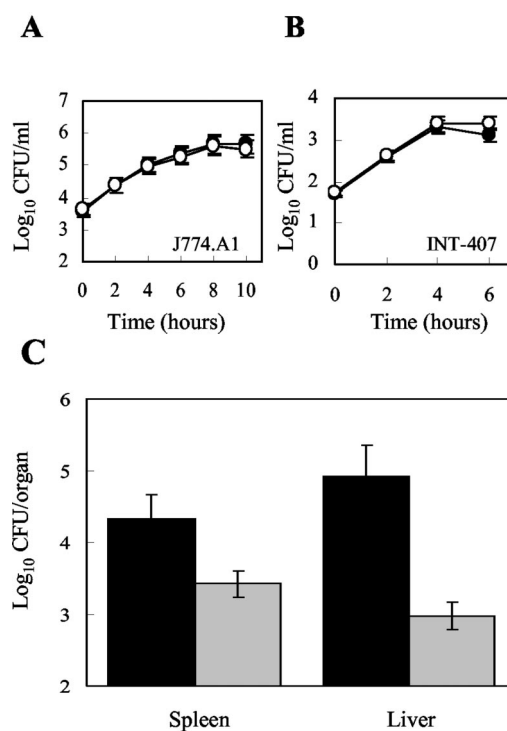 A
B
Log10 CFU/ml
7
6
5
4
3
2
J774.A1
0 2 4 6 8 10
Time (hours)
Log10 CFU/ml
4
3
2
1
0
INT-407
0 2 4 6
Time (hours)
C
Log10 CFU/organ
6
5
4
3
2
Spleen Liver